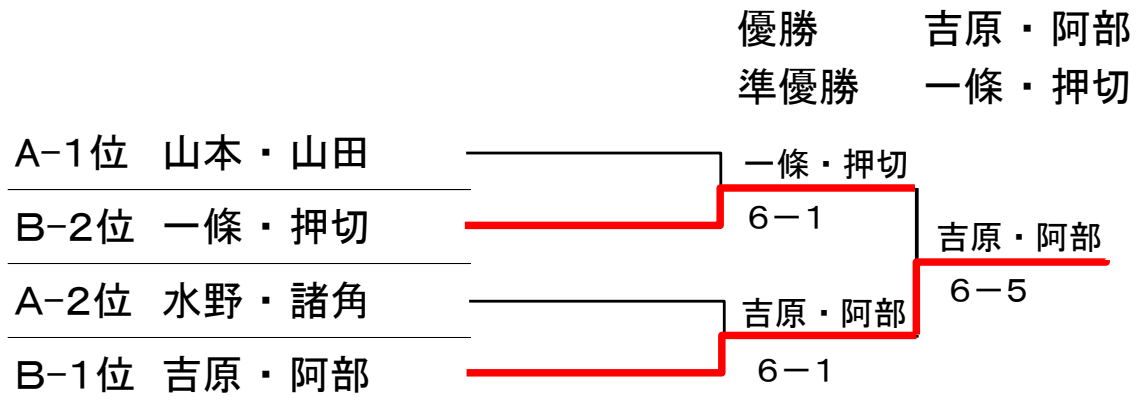 優勝 吉原・阿部
準優勝 一條・押切
A-1位 山本・山田
一條・押切
B-2位 一條・押切
6-1
吉原・阿部
A-2位 水野・諸角
6-5
吉原・阿部
B-1位 吉原・阿部
6-1